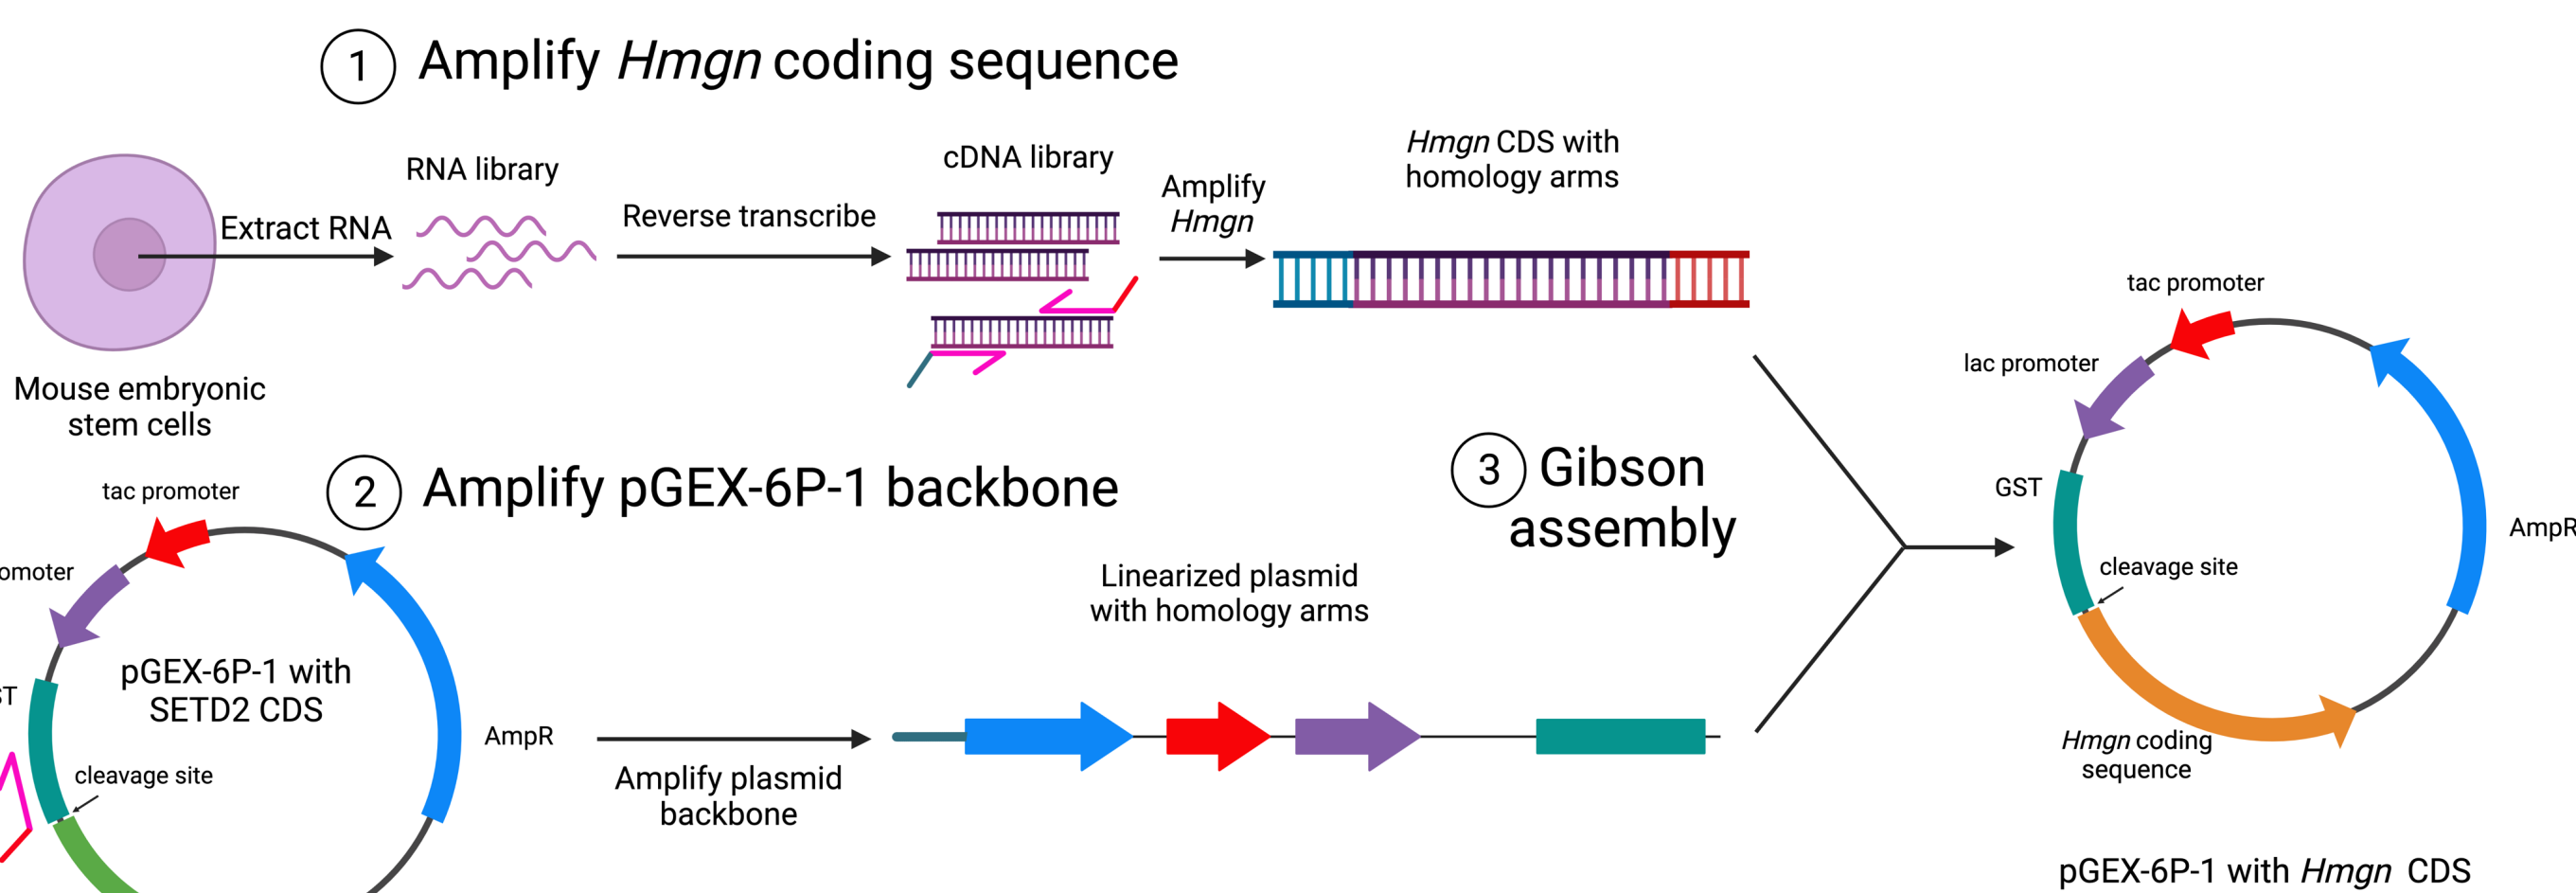 1 Amplify Hmgn coding sequence
Extract RNA
RNA library
Reverse transcribe
cDNA library
Amplify
Hmgn
Hmgn CDS with
homology arms
Mouse embryonic
stem cells
2 Amplify pGEX-6P-1 backbone
tac promoter
omoter
pGEX-6P-1 with
SETD2 CDS
ST
AmpR
cleavage site
Amplify plasmid
backbone
Linearized plasmid
with homology arms
3 Gibson
assembly
tac promoter
lac promoter
GST
AmpR
cleavage site
Hmgn coding
sequence
pGEX-6P-1 with Hmgn CDS